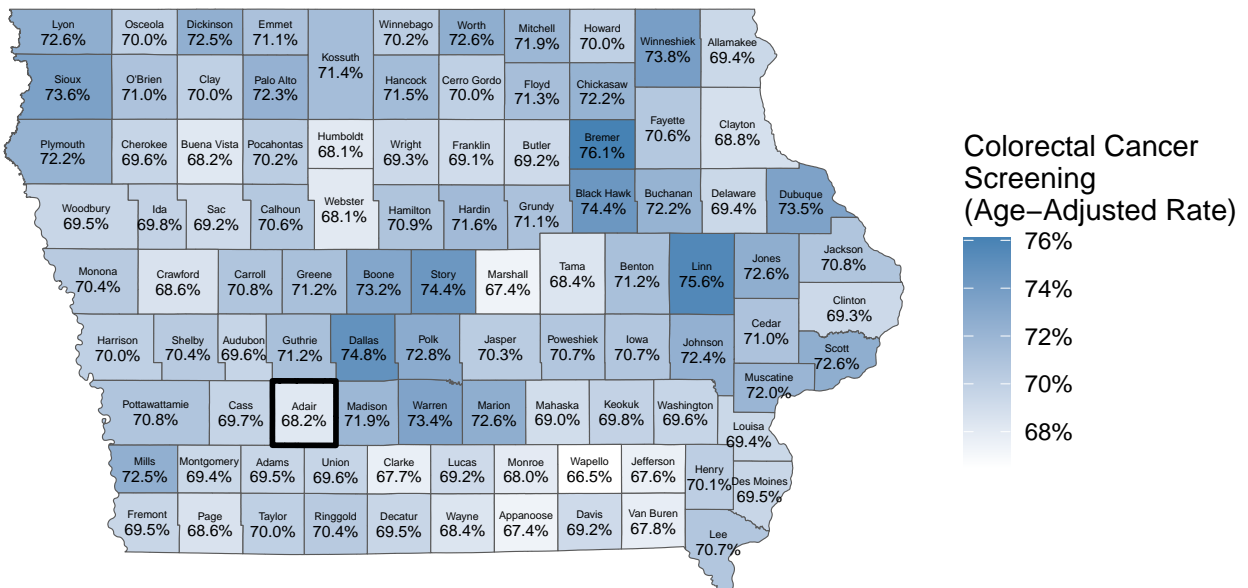 Lyon
72.6%
Osceola
70.0%
Dickinson
72.5%
Emmet
71.1%
Kossuth
71.4%
Winnebago
70.2%
Worth
72.6%
Mitchell
71.9%
Howard
70.0%
Winneshiek
73.8%
Allamakee
69.4%
Sioux
73.6%
O'Brien
71.0%
Clay
70.0%
Palo Alto
72.3%
Hancock
71.5%
Cerro Gordo
70.0%
Floyd
71.3%
Chickasaw
72.2%
Fayette
70.6%
Clayton
68.8%
Plymouth
72.2%
Cherokee
69.6%
Buena Vista
68.2%
Pocahontas
70.2%
Humboldt
68.1%
Wright
69.3%
Franklin
69.1%
Butler
69.2%
Bremer
76.1%
Woodbury
69.5%
Ida
69.8%
Sac
69.2%
Calhoun
70.6%
Webster
68.1%
Hamilton
70.9%
Hardin
71.6%
Grundy
71.1%
Black Hawk
74.4%
Buchanan
72.2%
Delaware
69.4%
Dubuque
73.5%
Monona
70.4%
Crawford
68.6%
Carroll
70.8%
Greene
71.2%
Boone
73.2%
Story
74.4%
Marshall
67.4%
Tama
68.4%
Benton
71.2%
Linn
75.6%
Jones
72.6%
Jackson
70.8%
Clinton
69.3%
Harrison
70.0%
Shelby
70.4%
Audubon
69.6%
Guthrie
71.2%
Dallas
74.8%
Polk
72.8%
Jasper
70.3%
Poweshiek
70.7%
Iowa
70.7%
Johnson
72.4%
Cedar
71.0%
Scott
72.6%
Muscatine
72.0%
Pottawattamie
70.8%
Cass
69.7%
Adair
68.2%
Madison
71.9%
Warren
73.4%
Marion
72.6%
Mahaska
69.0%
Keokuk
69.8%
Washington
69.6%
Louisa
69.4%
Mills
72.5%
Montgomery
69.4%
Adams
69.5%
Union
69.6%
Clarke
67.7%
Lucas
69.2%
Monroe
68.0%
Wapello
66.5%
Jefferson
67.6%
Henry
70.1%
Des Moines
69.5%
Fremont
69.5%
Page
68.6%
Taylor
70.0%
Ringgold
70.4%
Decatur
69.5%
Wayne
68.4%
Appanoose
67.4%
Davis
69.2%
Van Buren
67.8%
Lee
70.7%
Colorectal Cancer
Screening
(Age−Adjusted Rate)
76%
74%
72%
70%
68%